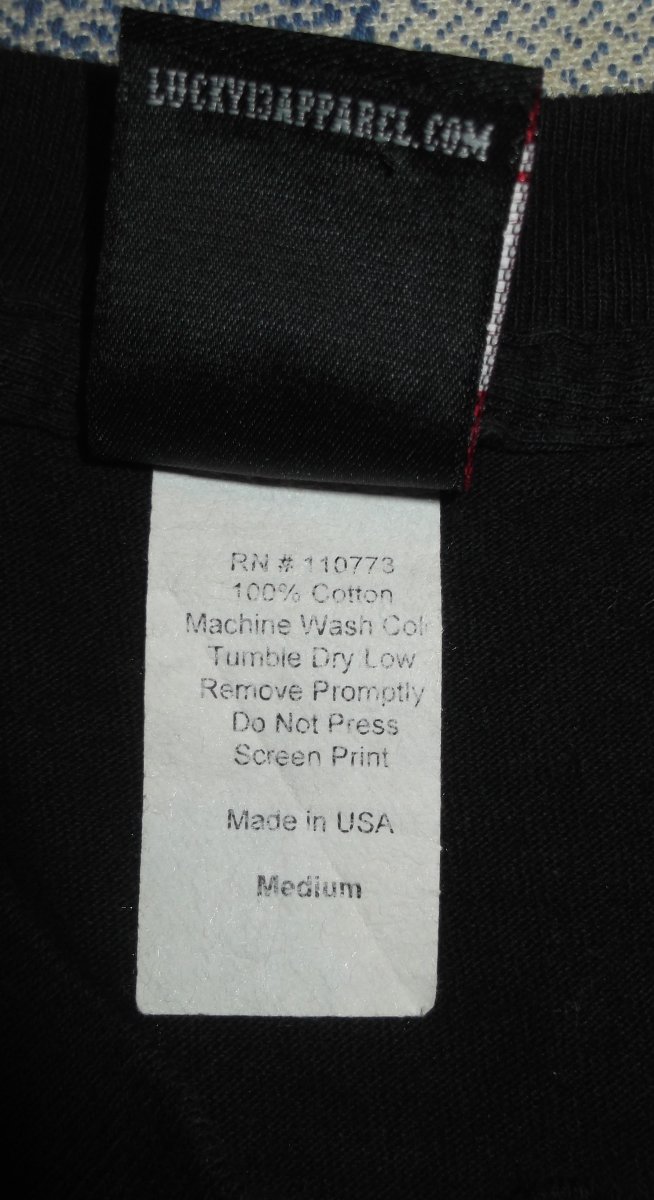 LUCKY13APPAREL.COM
RN # 110773
100% Cotton
Machine Wash Col
Tumble Dry Low
Remove Promptly
Do Not Press
Screen Print
Made in USA
Medium